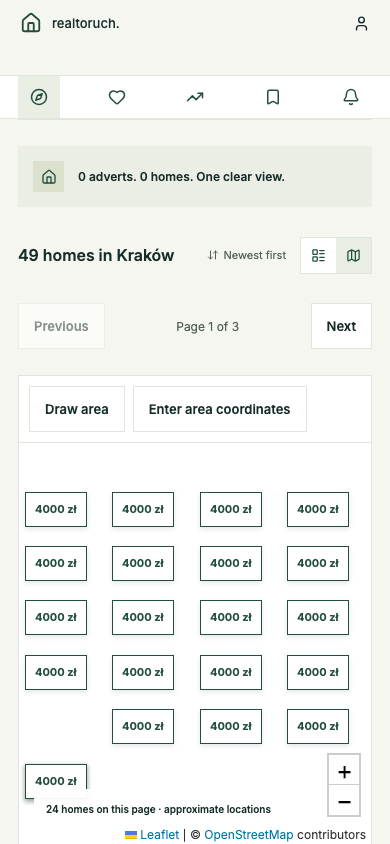 realtoruch.
0 adverts. 0 homes. One clear view.
49 homes in Kraków
Newest first
Previous
Page 1 of 3
Next
Draw area
Enter area coordinates
4000 zł 4000 zł 4000 zł 4000 zł
4000 zł 4000 zł 4000 zł 4000 zł
4000 zł 4000 zł 4000 zł 4000 zł
4000 zł 4000 zł 4000 zł 4000 zł
4000 zł 4000 zł 4000 zł
4000 zł
+
−
24 homes on this page · approximate locations
Leaflet | © OpenStreetMap contributors